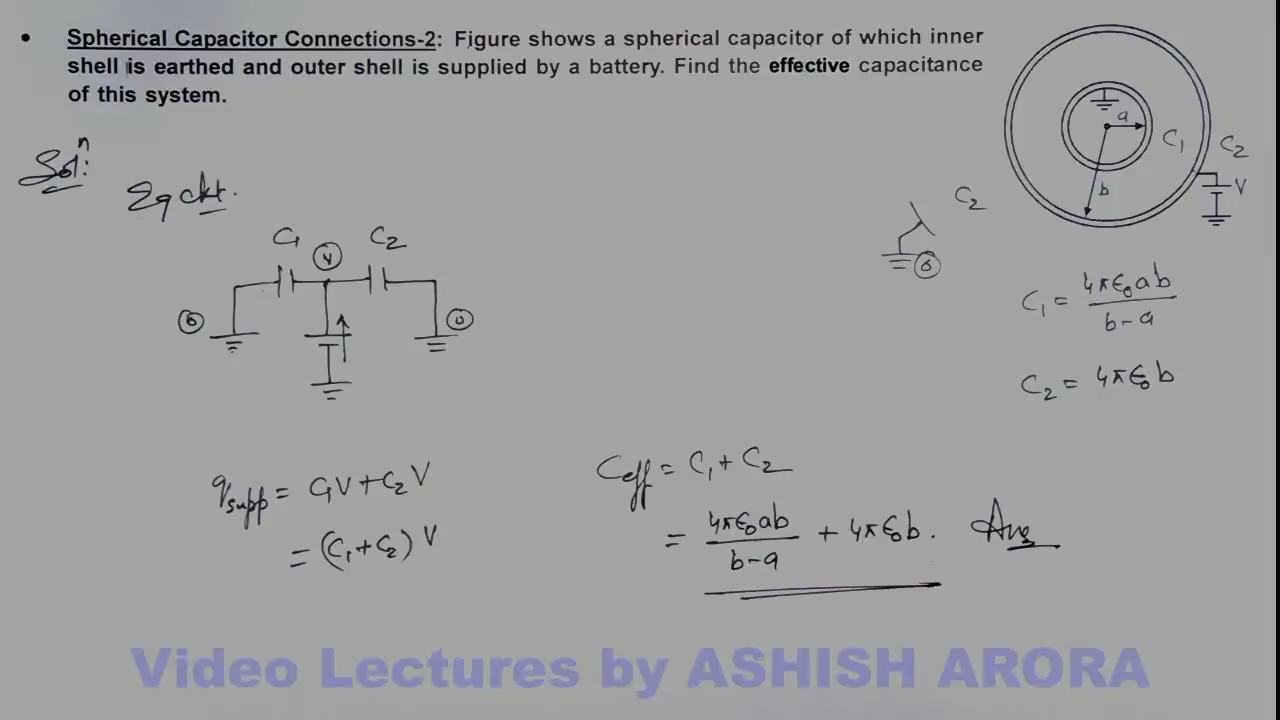 • Spherical Capacitor Connections-2: Figure shows a spherical capacitor of which inner
shell is earthed and outer shell is supplied by a battery. Find the effective capacitance
of this system.
Solⁿ:
Eq ckt.
C₁ C₂
V
0 0
a
b
C₁ C₂
V
C₂
0
C₁ = 4πε₀ab / b-a
C₂ = 4πε₀b
q_supp = C₁V + C₂V
= (C₁+C₂) V
C_eff = C₁ + C₂
= 4πε₀ab / b-a + 4πε₀b. Ans
Video Lectures by ASHISH ARORA